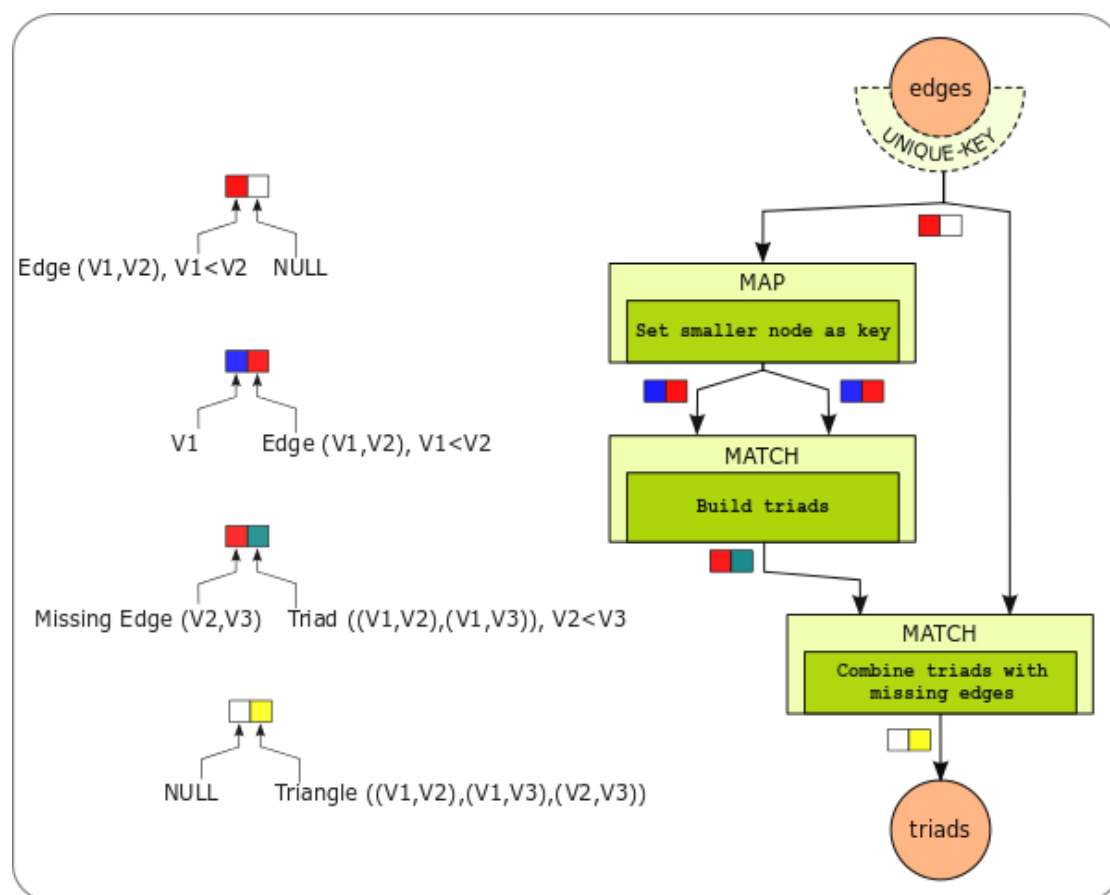 edges
UNIQUE-KEY
Edge (V1,V2), V1<V2 NULL
MAP
Set smaller node as key
V1 Edge (V1,V2), V1<V2
MATCH
Build triads
Missing Edge (V2,V3) Triad ((V1,V2),(V1,V3)), V2<V3
MATCH
Combine triads with
missing edges
NULL Triangle ((V1,V2),(V1,V3),(V2,V3))
triads